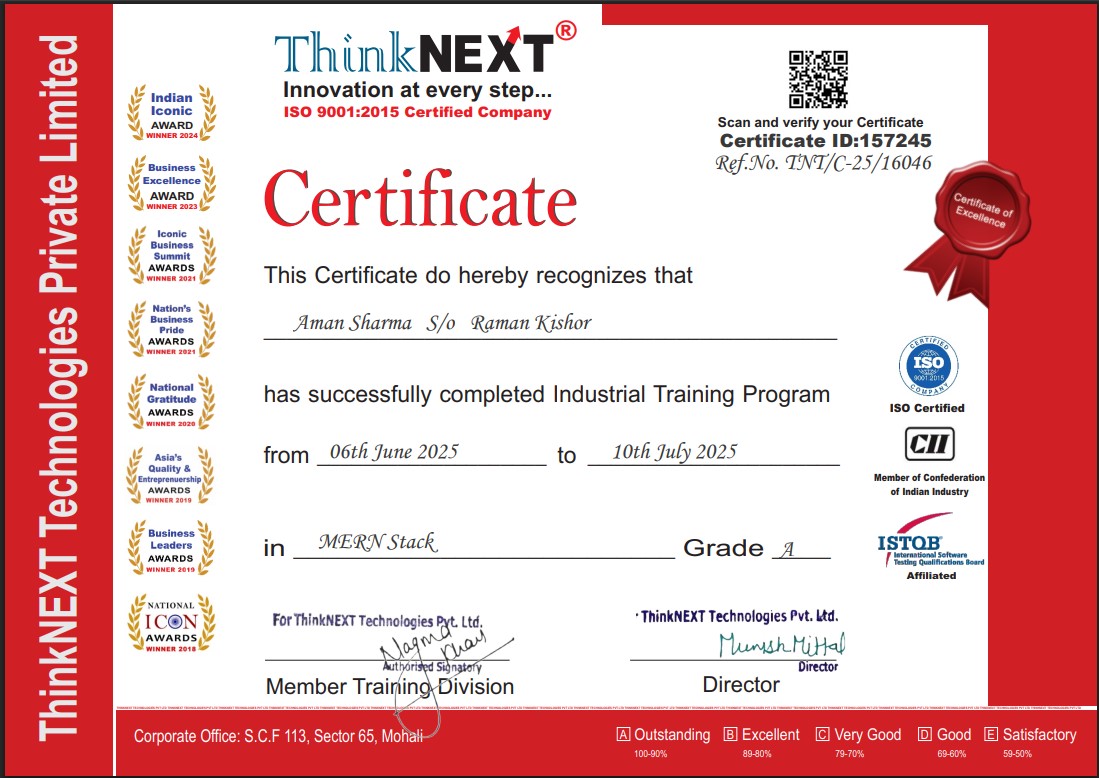 ThinkNEXT Technologies Private Limited
ThinkNEXT®
Innovation at every step...
ISO 9001:2015 Certified Company
Scan and verify your Certificate
Certificate ID:157245
Ref.No. TNT/C-25/16046
Certificate of
Excellence
Indian
Iconic
AWARD
WINNER 2024
Business
Excellence
AWARD
WINNER 2023
Iconic
Business
Summit
AWARDS
WINNER 2021
Nation's
Business
Pride
AWARDS
WINNER 2021
National
Gratitude
AWARDS
WINNER 2020
Asia's
Quality &
Entrepreneurship
AWARDS
WINNER 2019
Business
Leaders
AWARDS
WINNER 2019
NATIONAL
ICON
AWARDS
WINNER 2018
Certificate
This Certificate do hereby recognizes that
Aman Sharma S/o Raman Kishor
has successfully completed Industrial Training Program
from 06th June 2025 to 10th July 2025
in MERN Stack Grade A
CERTIFIED
ISO
9001:2015
COMPANY
ISO Certified
CII
Member of Confederation
of Indian Industry
ISTQB®
International Software
Testing Qualifications Board
Affiliated
For ThinkNEXT Technologies Pvt. Ltd.
Nagma
Khan
Authorised Signatory
Member Training Division
ThinkNEXT Technologies Pvt. Ltd.
Munish Mittal
Director
Director
Corporate Office: S.C.F 113, Sector 65, Mohali
A Outstanding B Excellent C Very Good D Good E Satisfactory
100-90% 89-80% 79-70% 69-60% 59-50%